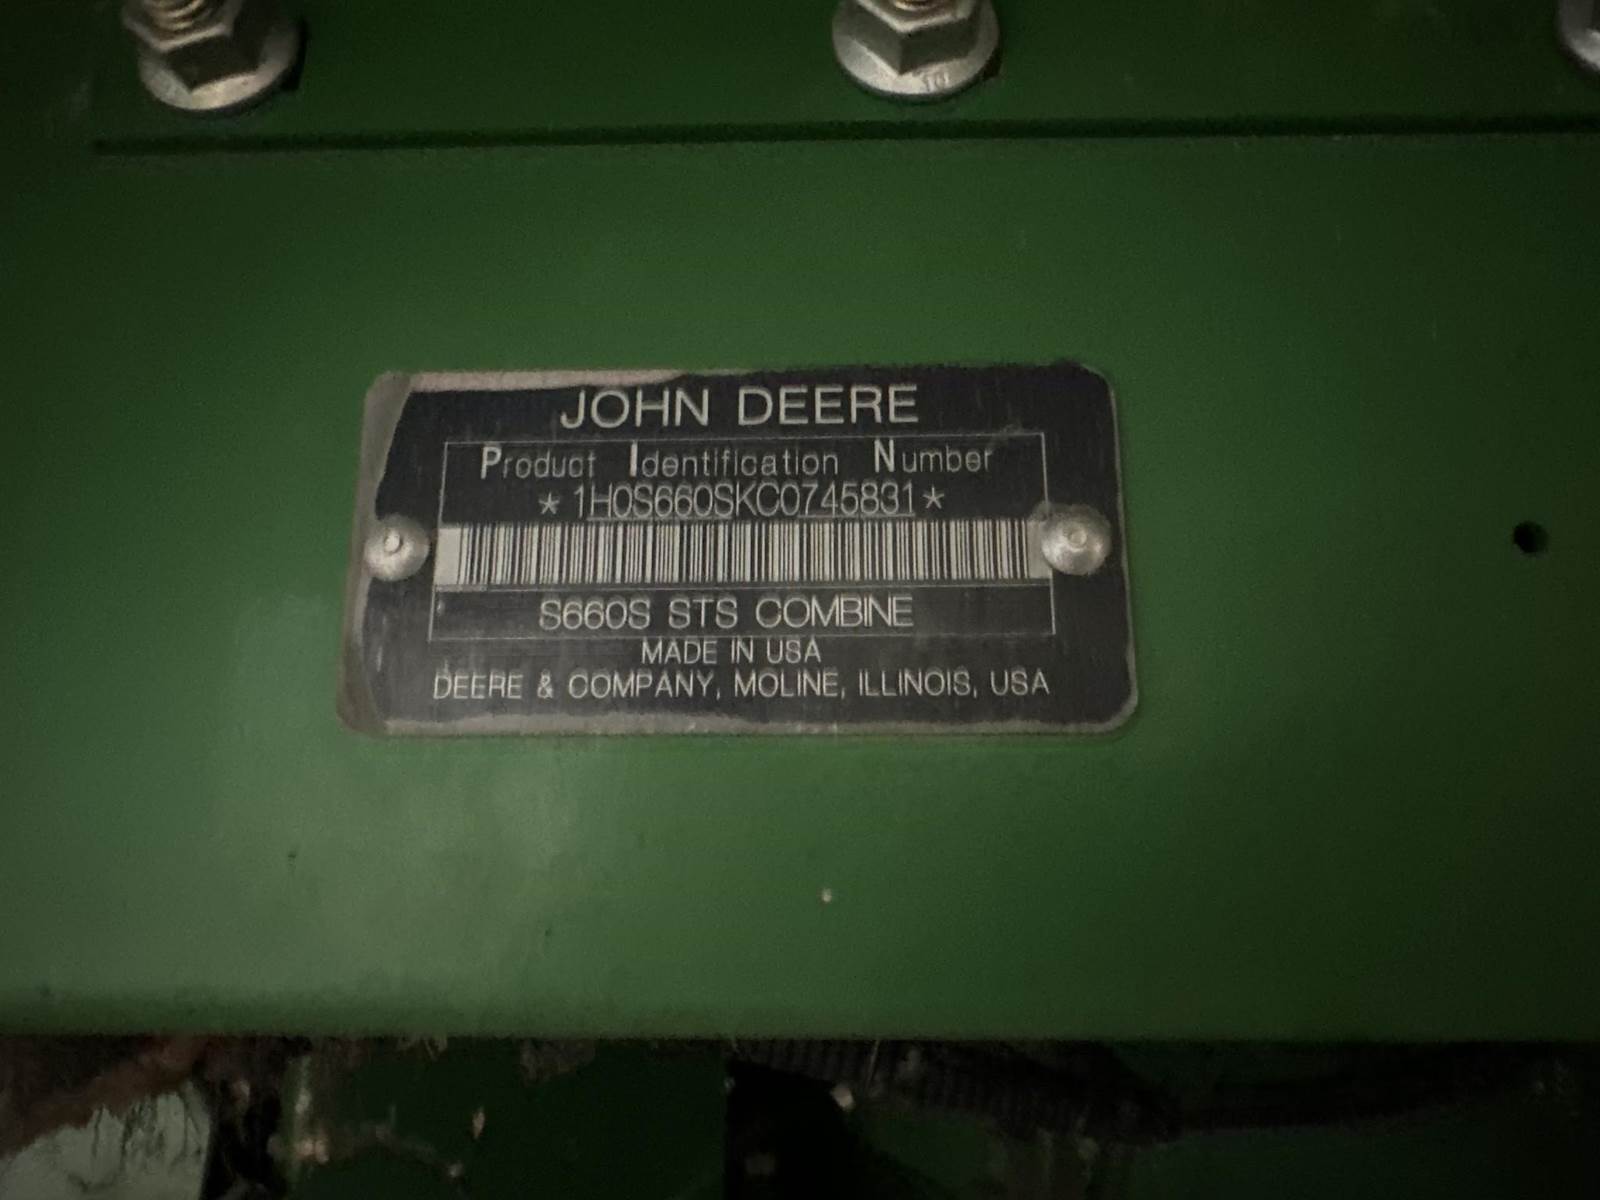 JOHN DEERE
Product Identification Number
*1H0S660SKC0745831*
S660S STS COMBINE
MADE IN USA
DEERE & COMPANY, MOLINE, ILLINOIS, USA